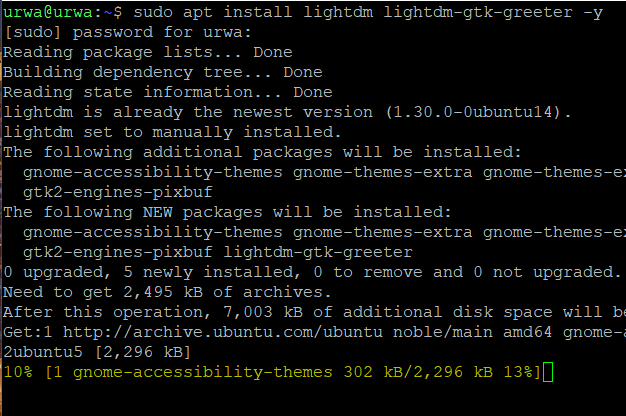 urwa@urwa:~$ sudo apt install lightdm lightdm-gtk-greeter -y
[sudo] password for urwa:
Reading package lists... Done
Building dependency tree... Done
Reading state information... Done
lightdm is already the newest version (1.30.0-0ubuntu14).
lightdm set to manually installed.
The following additional packages will be installed:
  gnome-accessibility-themes gnome-themes-extra gnome-themes-ex
  gtk2-engines-pixbuf
The following NEW packages will be installed:
  gnome-accessibility-themes gnome-themes-extra gnome-themes-ex
  gtk2-engines-pixbuf lightdm-gtk-greeter
0 upgraded, 5 newly installed, 0 to remove and 0 not upgraded.
Need to get 2,495 kB of archives.
After this operation, 7,003 kB of additional disk space will be
Get:1 http://archive.ubuntu.com/ubuntu noble/main amd64 gnome-a
2ubuntu5 [2,296 kB]
10% [1 gnome-accessibility-themes 302 kB/2,296 kB 13%]